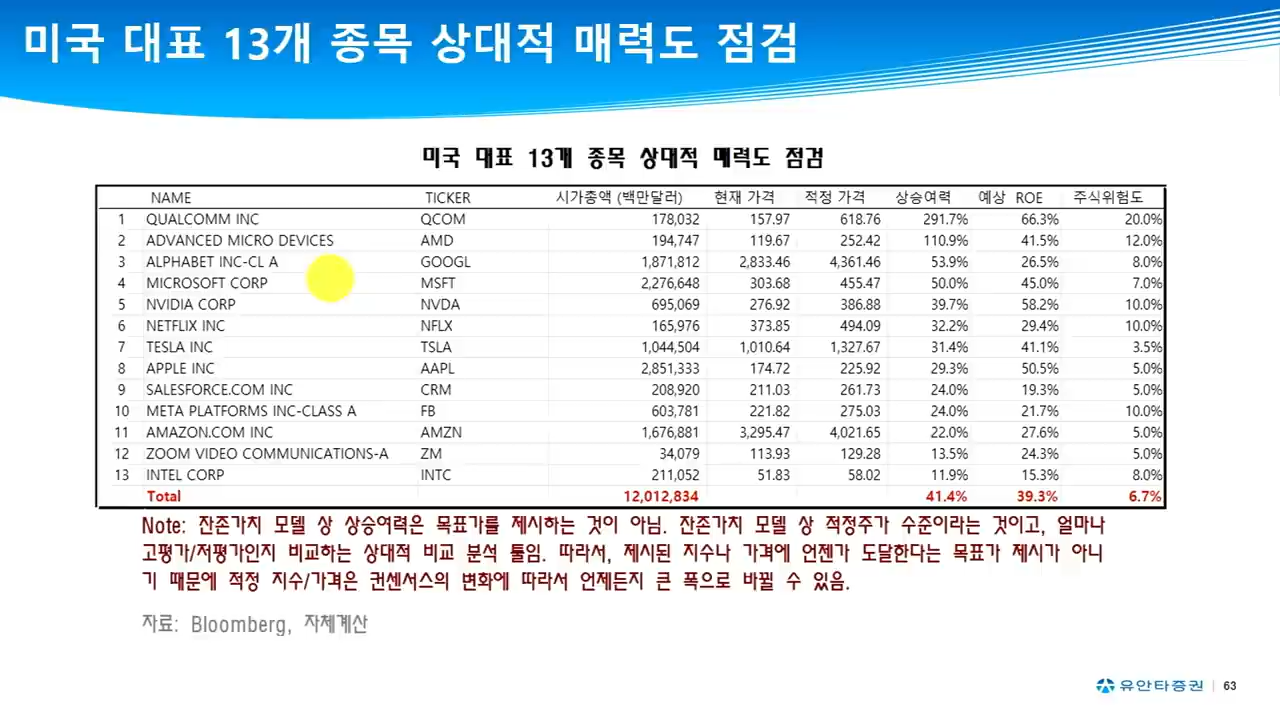 미국 대표 13개 종목 상대적 매력도 점검
미국 대표 13개 종목 상대적 매력도 점검
NAME TICKER 시가총액 (백만달러) 현재 가격 적정 가격 상승여력 예상 ROE 주식위험도
1 QUALCOMM INC QCOM 178,032 157.97 618.76 291.7% 66.3% 20.0%
2 ADVANCED MICRO DEVICES AMD 194,747 119.67 252.42 110.9% 41.5% 12.0%
3 ALPHABET INC-CL A GOOGL 1,871,812 2,833.46 4,361.46 53.9% 26.5% 8.0%
4 MICROSOFT CORP MSFT 2,276,648 303.68 455.47 50.0% 45.0% 7.0%
5 NVIDIA CORP NVDA 695,069 276.92 386.88 39.7% 58.2% 10.0%
6 NETFLIX INC NFLX 165,976 373.85 494.09 32.2% 29.4% 10.0%
7 TESLA INC TSLA 1,044,504 1,010.64 1,327.67 31.4% 41.1% 3.5%
8 APPLE INC AAPL 2,851,333 174.72 225.92 29.3% 50.5% 5.0%
9 SALESFORCE.COM INC CRM 208,920 211.03 261.73 24.0% 19.3% 5.0%
10 META PLATFORMS INC-CLASS A FB 603,781 221.82 275.03 24.0% 21.7% 10.0%
11 AMAZON.COM INC AMZN 1,676,881 3,295.47 4,021.65 22.0% 27.6% 5.0%
12 ZOOM VIDEO COMMUNICATIONS-A ZM 34,079 113.93 129.28 13.5% 24.3% 5.0%
13 INTEL CORP INTC 211,052 51.83 58.02 11.9% 15.3% 8.0%
Total 12,012,834 41.4% 39.3% 6.7%
Note: 잔존가치 모델 상 상승여력은 목표가를 제시하는 것이 아님. 잔존가치 모델 상 적정주가 수준이라는 것이고, 얼마나
고평가/저평가인지 비교하는 상대적 비교 분석 툴임. 따라서, 제시된 지수나 가격에 언젠가 도달한다는 목표가 제시가 아니
기 때문에 적정 지수/가격은 컨센서스의 변화에 따라서 언제든지 큰 폭으로 바뀔 수 있음.
자료: Bloomberg, 자체계산
유안타증권 63